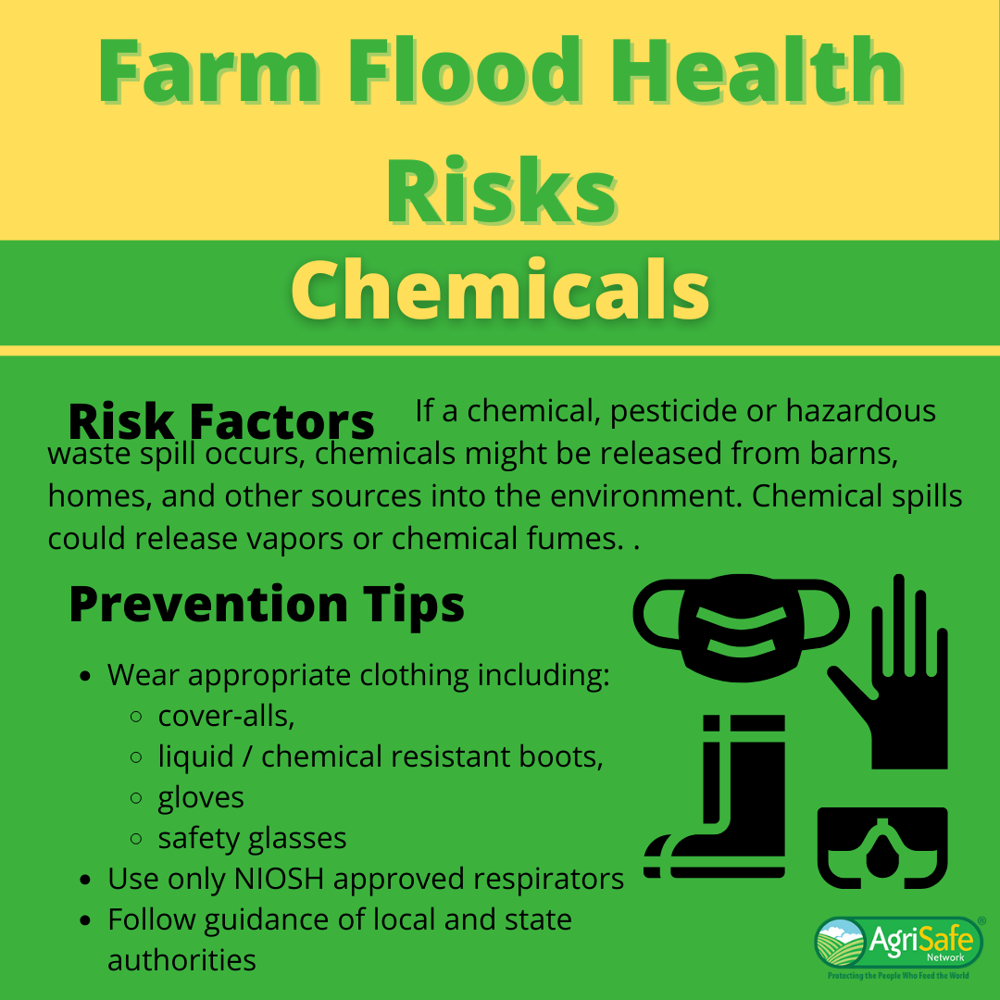 Farm Flood Health
Risks
Chemicals
Risk Factors
If a chemical, pesticide or hazardous
waste spill occurs, chemicals might be released from barns,
homes, and other sources into the environment. Chemical spills
could release vapors or chemical fumes. .
Prevention Tips
• Wear appropriate clothing including:
○ cover-alls,
○ liquid / chemical resistant boots,
○ gloves
○ safety glasses
• Use only NIOSH approved respirators
• Follow guidance of local and state
authorities
AgriSafe®
Network
Protecting the People Who Feed the World